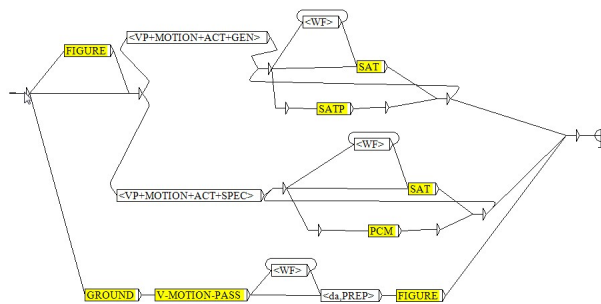 <WF>
<VP+MOTION+ACT+GEN>
FIGURE
SAT
SATP
<WF>
<VP+MOTION+ACT+SPEC>
SAT
PCM
<WF>
GROUND V-MOTION-PASS <da,PREP> FIGURE